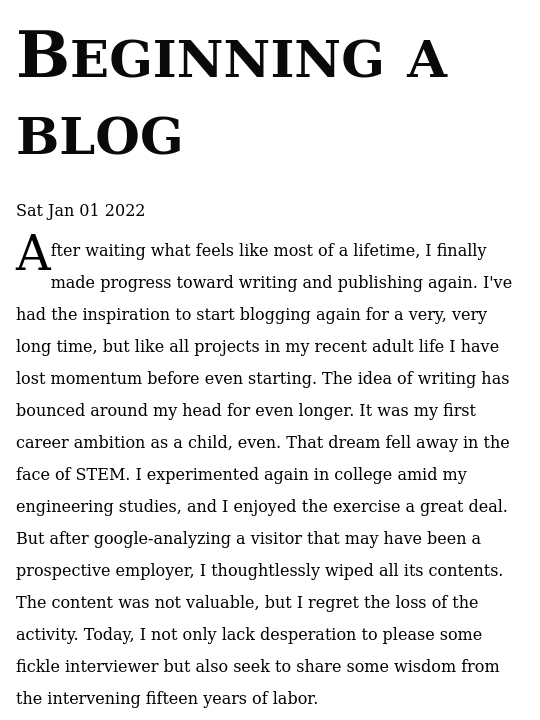 Beginning a
blog
Sat Jan 01 2022
After waiting what feels like most of a lifetime, I finally
made progress toward writing and publishing again. I've
had the inspiration to start blogging again for a very, very
long time, but like all projects in my recent adult life I have
lost momentum before even starting. The idea of writing has
bounced around my head for even longer. It was my first
career ambition as a child, even. That dream fell away in the
face of STEM. I experimented again in college amid my
engineering studies, and I enjoyed the exercise a great deal.
But after google-analyzing a visitor that may have been a
prospective employer, I thoughtlessly wiped all its contents.
The content was not valuable, but I regret the loss of the
activity. Today, I not only lack desperation to please some
fickle interviewer but also seek to share some wisdom from
the intervening fifteen years of labor.